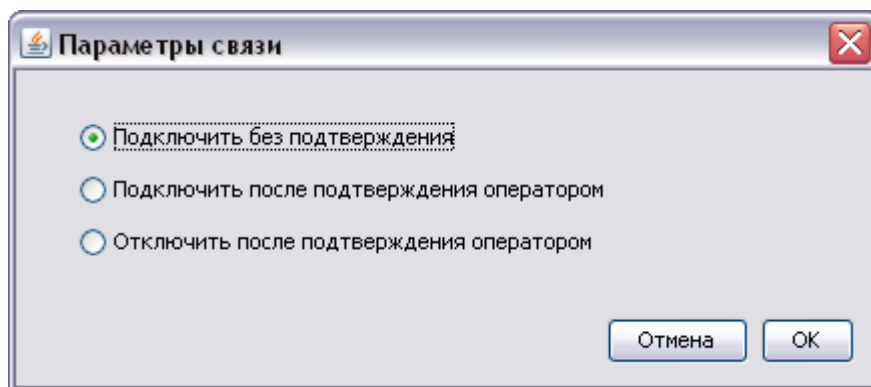 Параметры связи
Подключить без подтверждения
Подключить после подтверждения оператором
Отключить после подтверждения оператором
Отмена OK